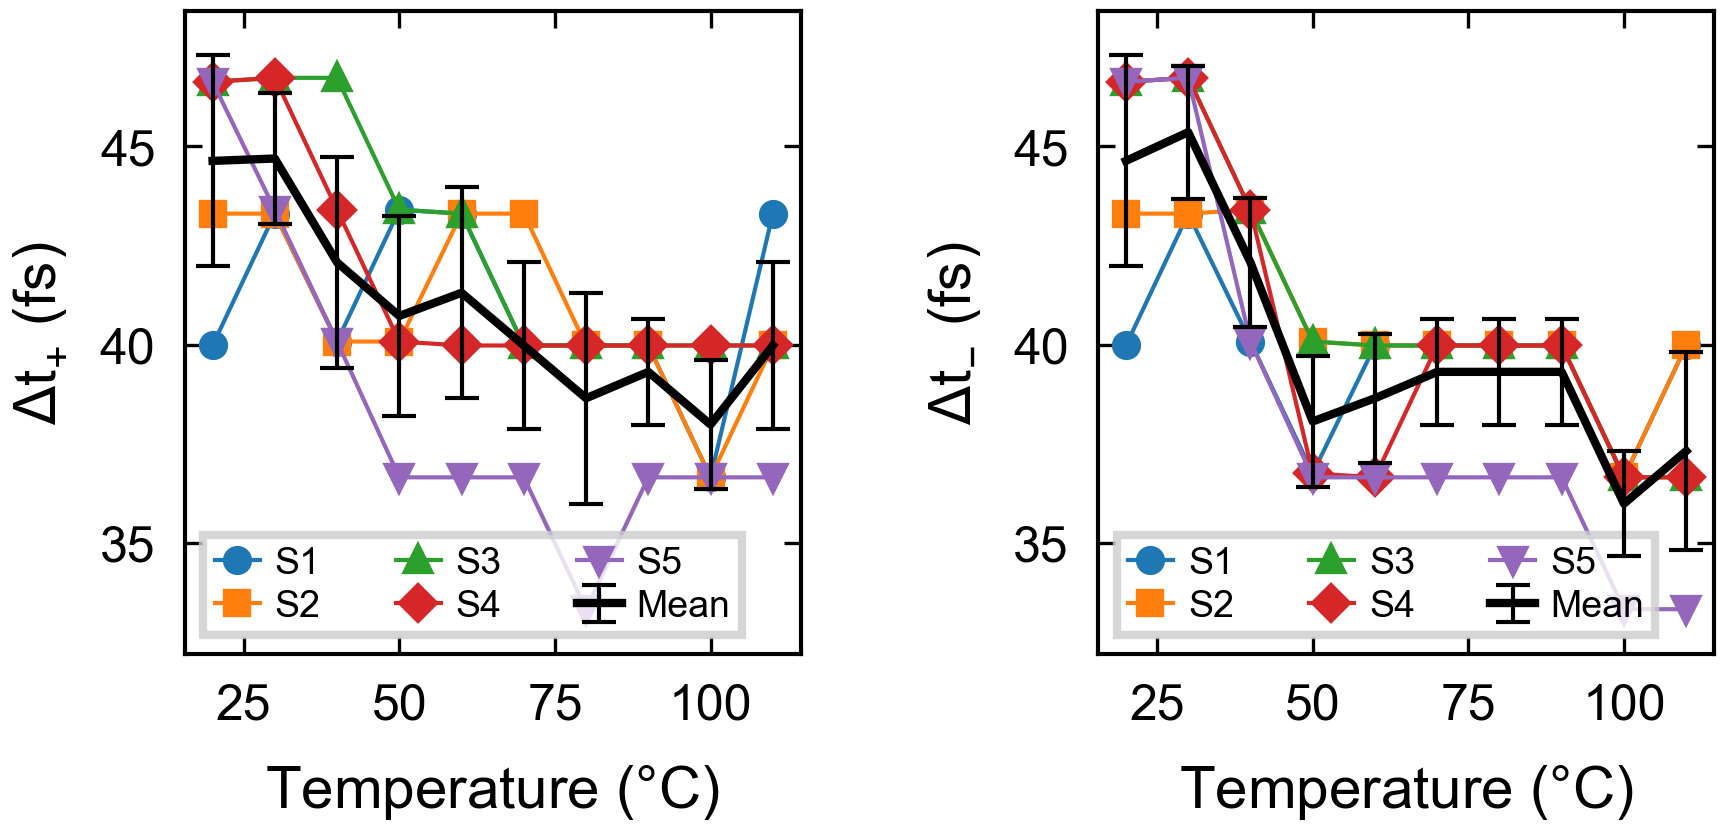 45
40
35
Δt₊ (fs)
S1
S3
S5
S2
S4
Mean
25
50
75
100
Temperature (°C)
45
40
35
Δt₋ (fs)
S1
S3
S5
S2
S4
Mean
25
50
75
100
Temperature (°C)